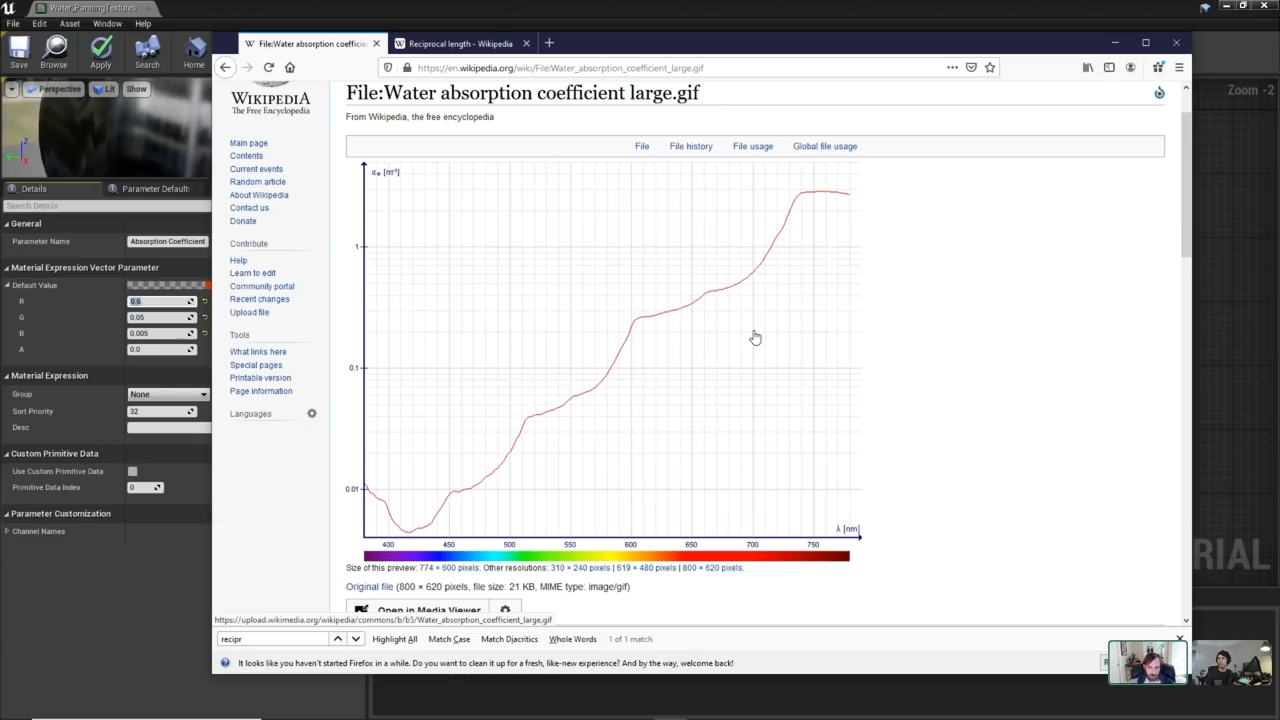 Water_PanningTextures
File Edit Asset Window Help
Save Browse Apply Search Home
Perspective Lit Show
Details Parameter Default
Search Details
General
Parameter Name Absorption Coefficient
Material Expression Vector Parameter
Default Value
R 0.6
G 0.05
B 0.005
A 0.0
Material Expression
Group None
Sort Priority 32
Desc
Custom Primitive Data
Use Custom Primitive Data
Primitive Data Index 0
Parameter Customization
Channel Names
File:Water absorption coefficie
Reciprocal length - Wikipedia
https://en.wikipedia.org/wiki/File:Water_absorption_coefficient_large.gif
WIKIPEDIA
The Free Encyclopedia
Main page
Contents
Current events
Random article
About Wikipedia
Contact us
Donate
Contribute
Help
Learn to edit
Community portal
Recent changes
Upload file
Tools
What links here
Special pages
Printable version
Page information
Languages
File:Water absorption coefficient large.gif
From Wikipedia, the free encyclopedia
File File history File usage Global file usage
1
0.1
0.01
λ [nm]
400 450 500 550 600 650 700 750
Size of this preview: 774 × 600 pixels. Other resolutions: 310 × 240 pixels | 619 × 480 pixels | 800 × 620 pixels.
Original file (800 × 620 pixels, file size: 21 KB, MIME type: image/gif)
Open in Media Viewer
https://upload.wikimedia.org/wikipedia/commons/b/b5/Water_absorption_coefficient_large.gif
recipr Highlight All Match Case Match Diacritics Whole Words 1 of 1 match
It looks like you haven't started Firefox in a while. Do you want to clean it up for a fresh, like-new experience? And by the way, welcome back!
Zoom -2
RIAL